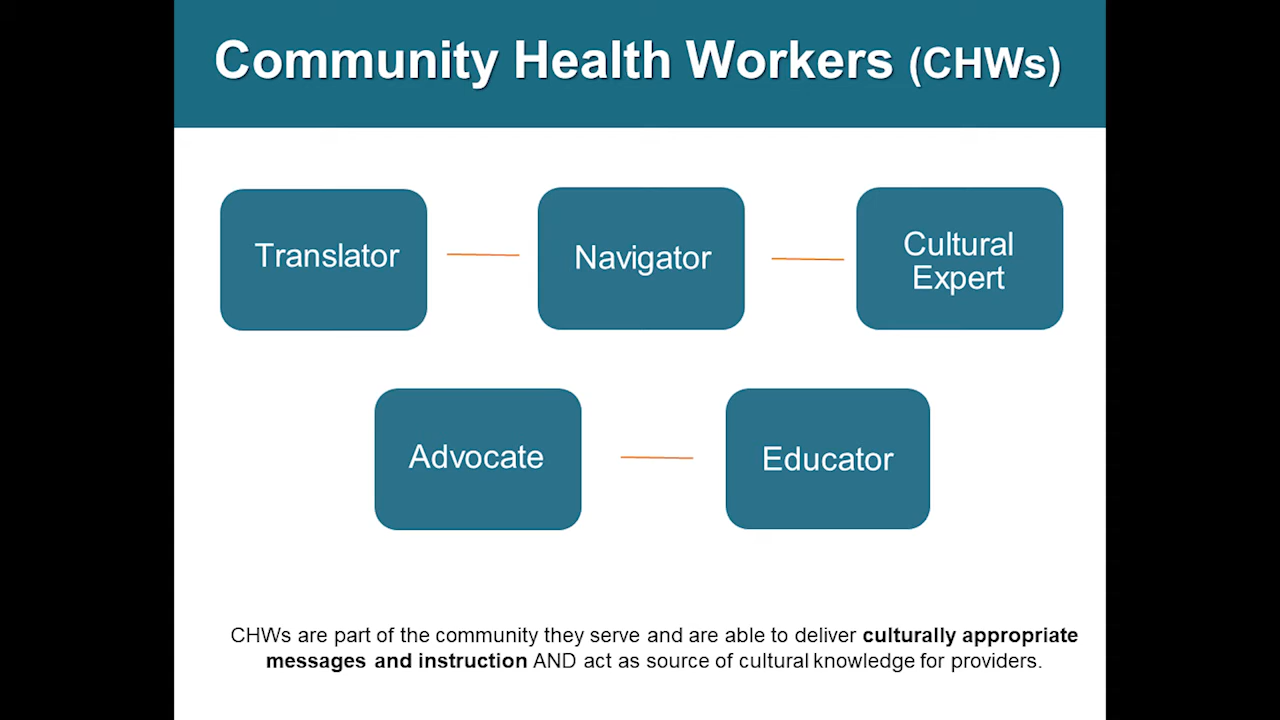 Community Health Workers (CHWs)
Translator
Navigator
Cultural
Expert
Advocate
Educator
CHWs are part of the community they serve and are able to deliver culturally appropriate
messages and instruction AND act as source of cultural knowledge for providers.